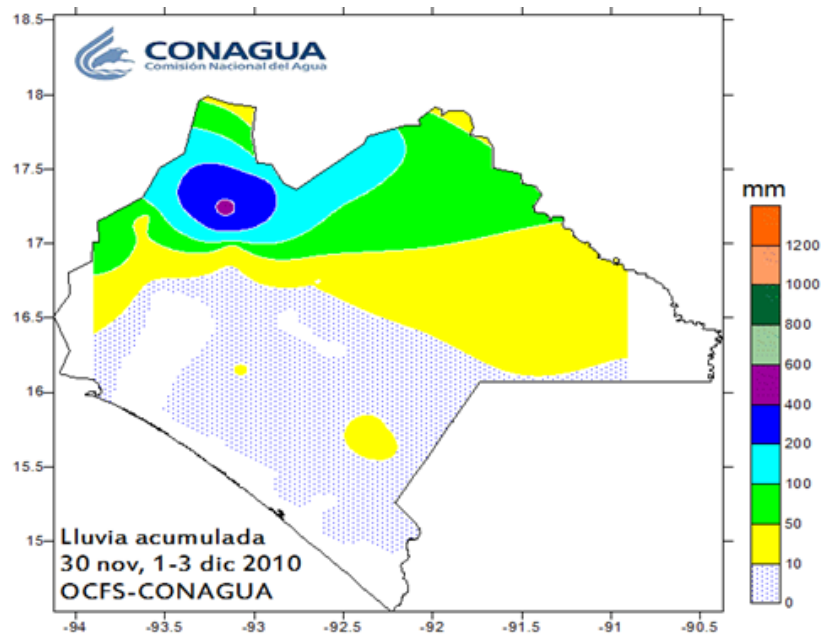 CONAGUA
Comisión Nacional del Agua
18.5
18
17.5
17
16.5
16
15.5
15
mm
1200
1000
800
600
400
200
100
50
10
0
Lluvia acumulada
30 nov, 1-3 dic 2010
OCFS-CONAGUA
-94 -93.5 -93 -92.5 -92 -91.5 -91 -90.5